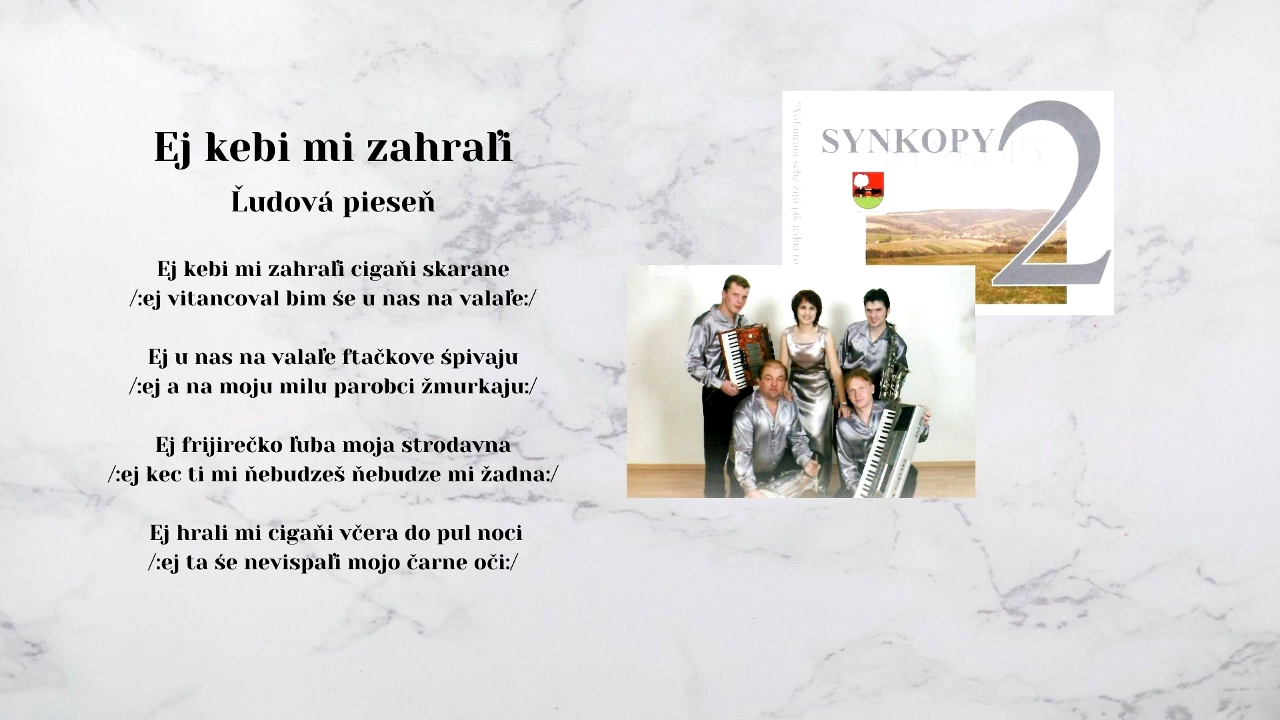 Ej kebi mi zahraľi
Ľudová pieseň
Ej kebi mi zahraľi cigaňi skarane
/:ej vitancoval bim śe u nas na valaľe:/
Ej u nas na valaľe ftačkove śpivaju
/:ej a na moju milu parobci žmurkaju:/
Ej frijirečko ľuba moja strodavna
/:ej kec ti mi ňebudzeš ňebudze mi žadna:/
Ej hrali mi cigaňi včera do pul noci
/:ej ta śe nevispaľi mojo čarne oči:/
SYNKOPY 2